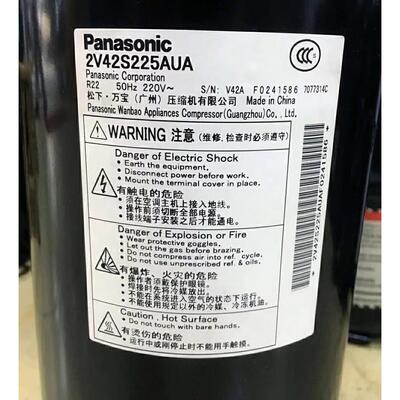 Panasonic
2V42S225AUA
Panasonic Corporation
R22 50Hz 220V~ S/N: V42A F0241586 7077314C
松下·万宝（广州）压缩机有限公司 Made in China
Panasonic Wanbao Appliances Compressor(Guangzhou)Co., Ltd.
WARNING 注意 (维修、检查时必须遵守)
Danger of Electric Shock
● Earth the equipment.
● Disconnect power before work.
● Mount the terminal cover in place.
有触电的危险
● 须在空调主机上接入地线。
● 操作前须切断全部电源。
● 接线端子安装之后才能通电。
Danger of Explosion or Fire
● Wear protective goggles.
● Let out the gas before brazing.
● Do not compress air into ref. cycle.
● Do not use unprescribed ref. & oils.
有爆炸、火灾的危险
● 操作者须戴保护眼镜。
● 焊接时先将冷媒放出。
● 不能在系统进入空气的状态下运行。
● 不能使用规定以外的冷媒、冷冻机油。
Caution, Hot Surface
● Do not touch with bare hands.
有烫伤的危险
● 运行中或刚停止时不能用手触摸。
* 2V42S225AUAF0241586 *